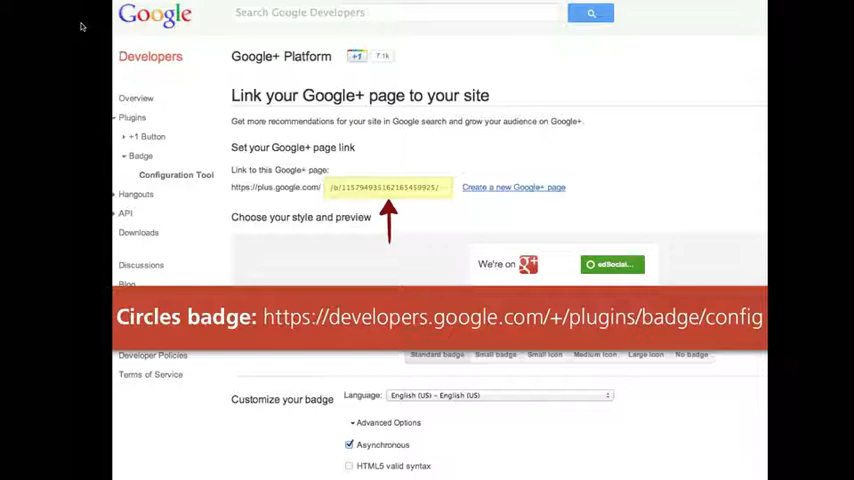 Google
Search Google Developers
Developers
Google+ Platform
+1
7.1k
Overview
Plugins
+1 Button
Badge
Configuration Tool
Hangouts
API
Downloads
Discussions
Blog
Developer Policies
Terms of Service
Link your Google+ page to your site
Get more recommendations for your site in Google search and grow your audience on Google+.
Set your Google+ page link
Link to this Google+ page:
https://plus.google.com/ /b/115794935162165459925/ Create a new Google+ page
Choose your style and preview
We're on g+ edSocial...
Circles badge: https://developers.google.com/+/plugins/badge/config
Standard badge Small badge Small icon Medium icon Large icon No badge
Customize your badge
Language: English (US) - English (US)
Advanced Options
Asynchronous
HTML5 valid syntax